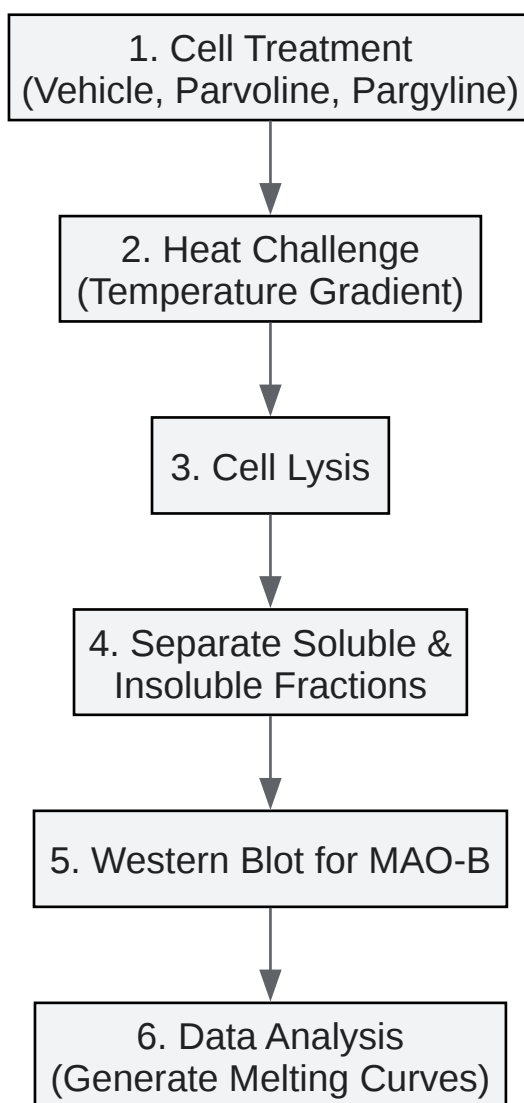 1. Cell Treatment
(Vehicle, Parvoline, Pargyline)
2. Heat Challenge
(Temperature Gradient)
3. Cell Lysis
4. Separate Soluble &
Insoluble Fractions
5. Western Blot for MAO-B
6. Data Analysis
(Generate Melting Curves)